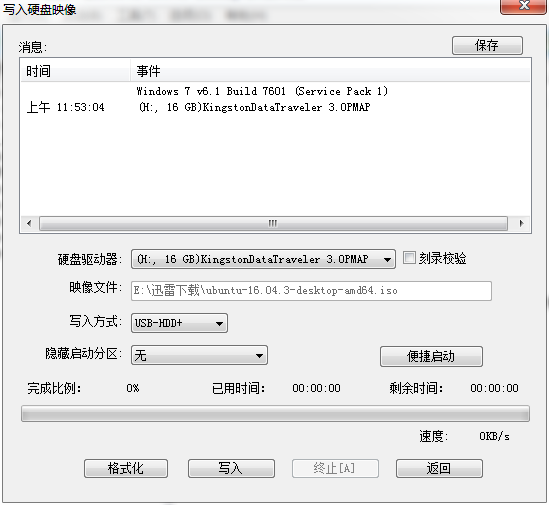 写入硬盘映像
消息:
保存
时间 事件
Windows 7 v6.1 Build 7601 (Service Pack 1)
上午 11:53:04 (H:, 16 GB)KingstonDataTraveler 3.0PMAP
硬盘驱动器: (H:, 16 GB)KingstonDataTraveler 3.0PMAP 刻录校验
映像文件: E:\迅雷下载\ubuntu-16.04.3-desktop-amd64.iso
写入方式: USB-HDD+
隐藏启动分区: 无 便捷启动
完成比例: 0% 已用时间: 00:00:00 剩余时间: 00:00:00
速度: 0KB/s
格式化 写入 终止[A] 返回